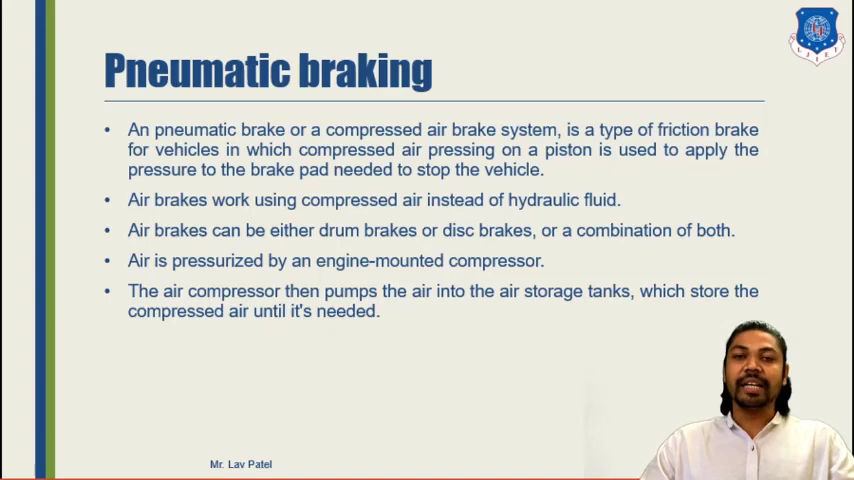 Pneumatic braking
• An pneumatic brake or a compressed air brake system, is a type of friction brake
for vehicles in which compressed air pressing on a piston is used to apply the
pressure to the brake pad needed to stop the vehicle.
• Air brakes work using compressed air instead of hydraulic fluid.
• Air brakes can be either drum brakes or disc brakes, or a combination of both.
• Air is pressurized by an engine-mounted compressor.
• The air compressor then pumps the air into the air storage tanks, which store the
compressed air until it's needed.
Mr. Lav Patel